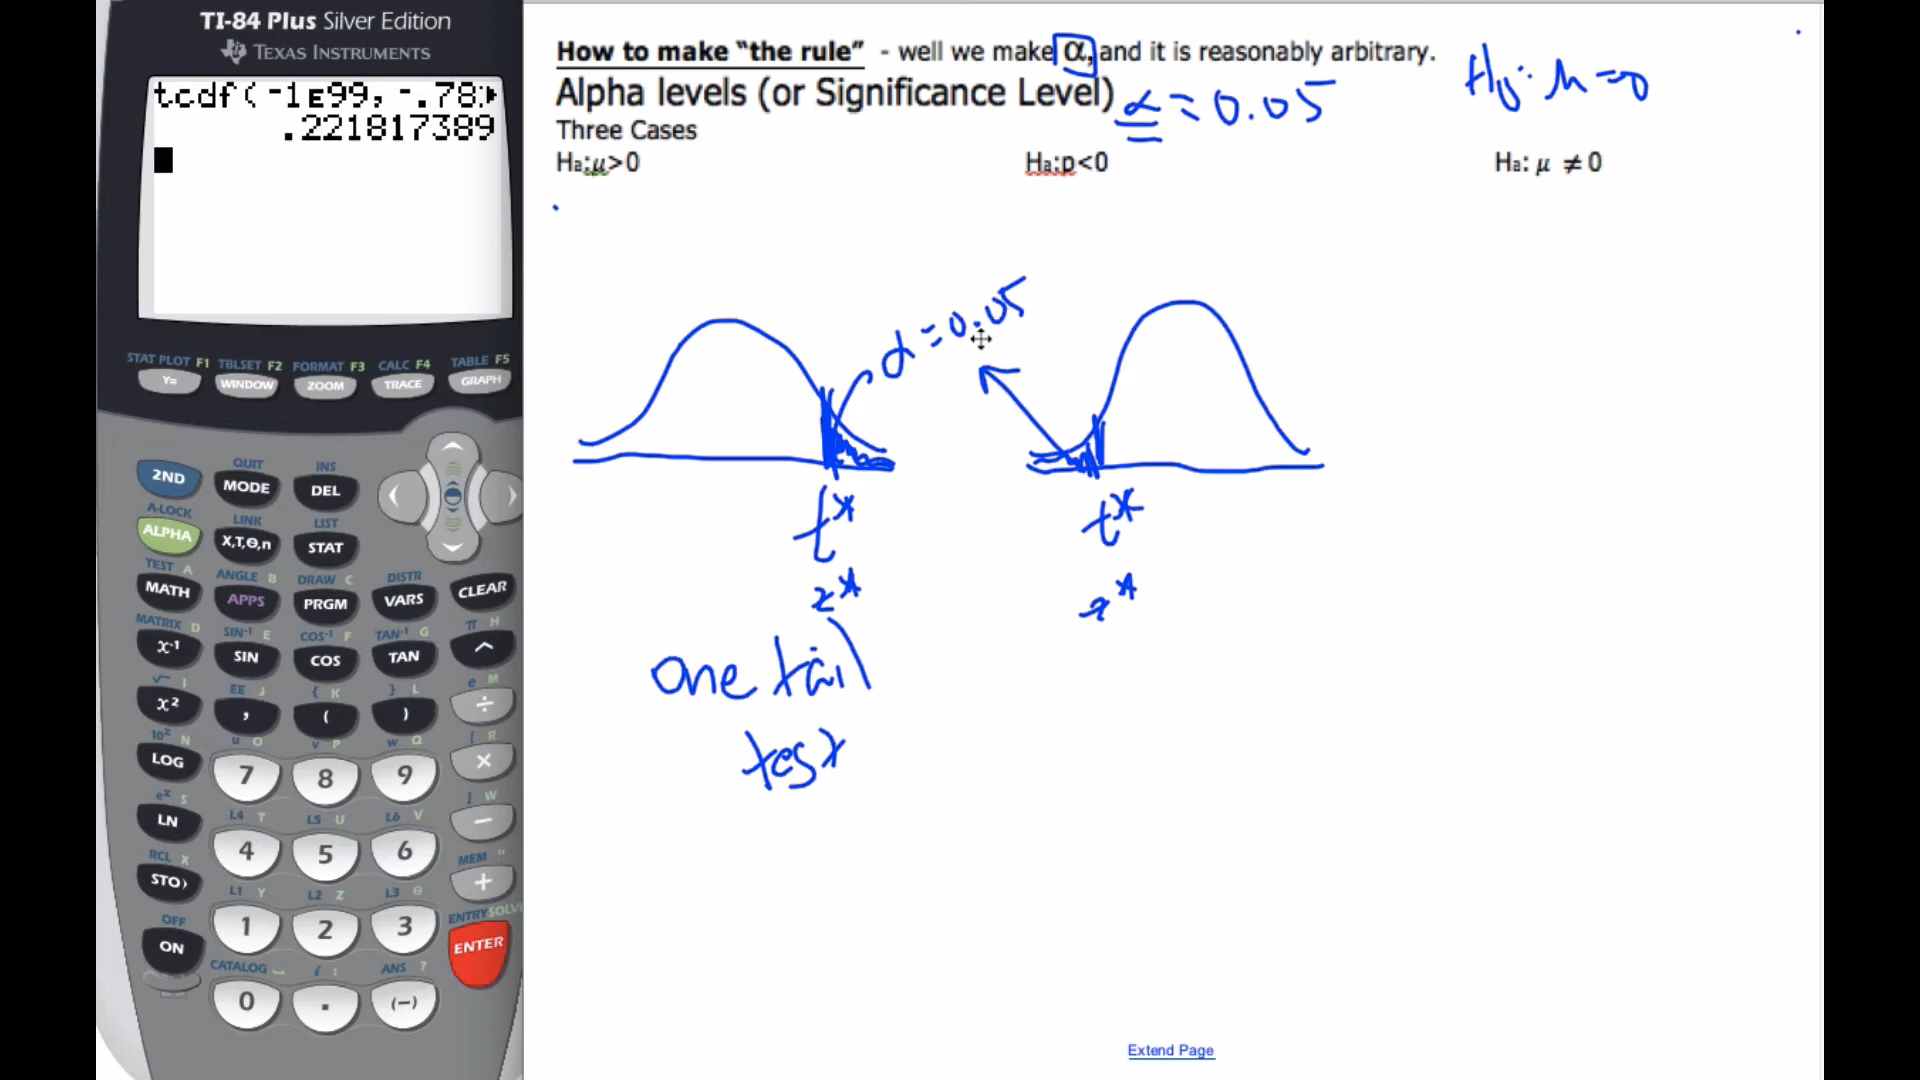 TI-84 Plus Silver Edition
TEXAS INSTRUMENTS
tcdf(-1E99,-.78
.221817389
STAT PLOT F1 TBLSET F2 FORMAT F3 CALC F4 TABLE F5
Y= WINDOW ZOOM TRACE GRAPH
QUIT INS
2ND MODE DEL
A-LOCK LINK LIST
ALPHA X,T,Θ,n STAT
TEST A ANGLE B DRAW C DISTR
MATH APPS PRGM VARS CLEAR
MATRIX D SIN⁻¹ E COS⁻¹ F TAN⁻¹ G π H
x⁻¹ SIN COS TAN ^
√ I EE J { K } L e M
x² , ( ) ÷
10ˣ N u O v P w Q [ R
LOG 7 8 9 ×
eˣ S L4 T L5 U L6 V ] W
LN 4 5 6 −
RCL X L1 Y L2 Z L3 θ MEM "
STO 1 2 3 +
OFF ENTRY SOLV
ON ENTER
CATALOG i : ANS ?
0 . (−)
How to make “the rule” - well we make α, and it is reasonably arbitrary.
Alpha levels (or Significance Level) α = 0.05
H₀: μ = 0
Three Cases
Ha:μ>0 Ha:p<0 Ha: μ ≠ 0
α = 0.05
t* t*
z* z*
one tail
test
Extend Page